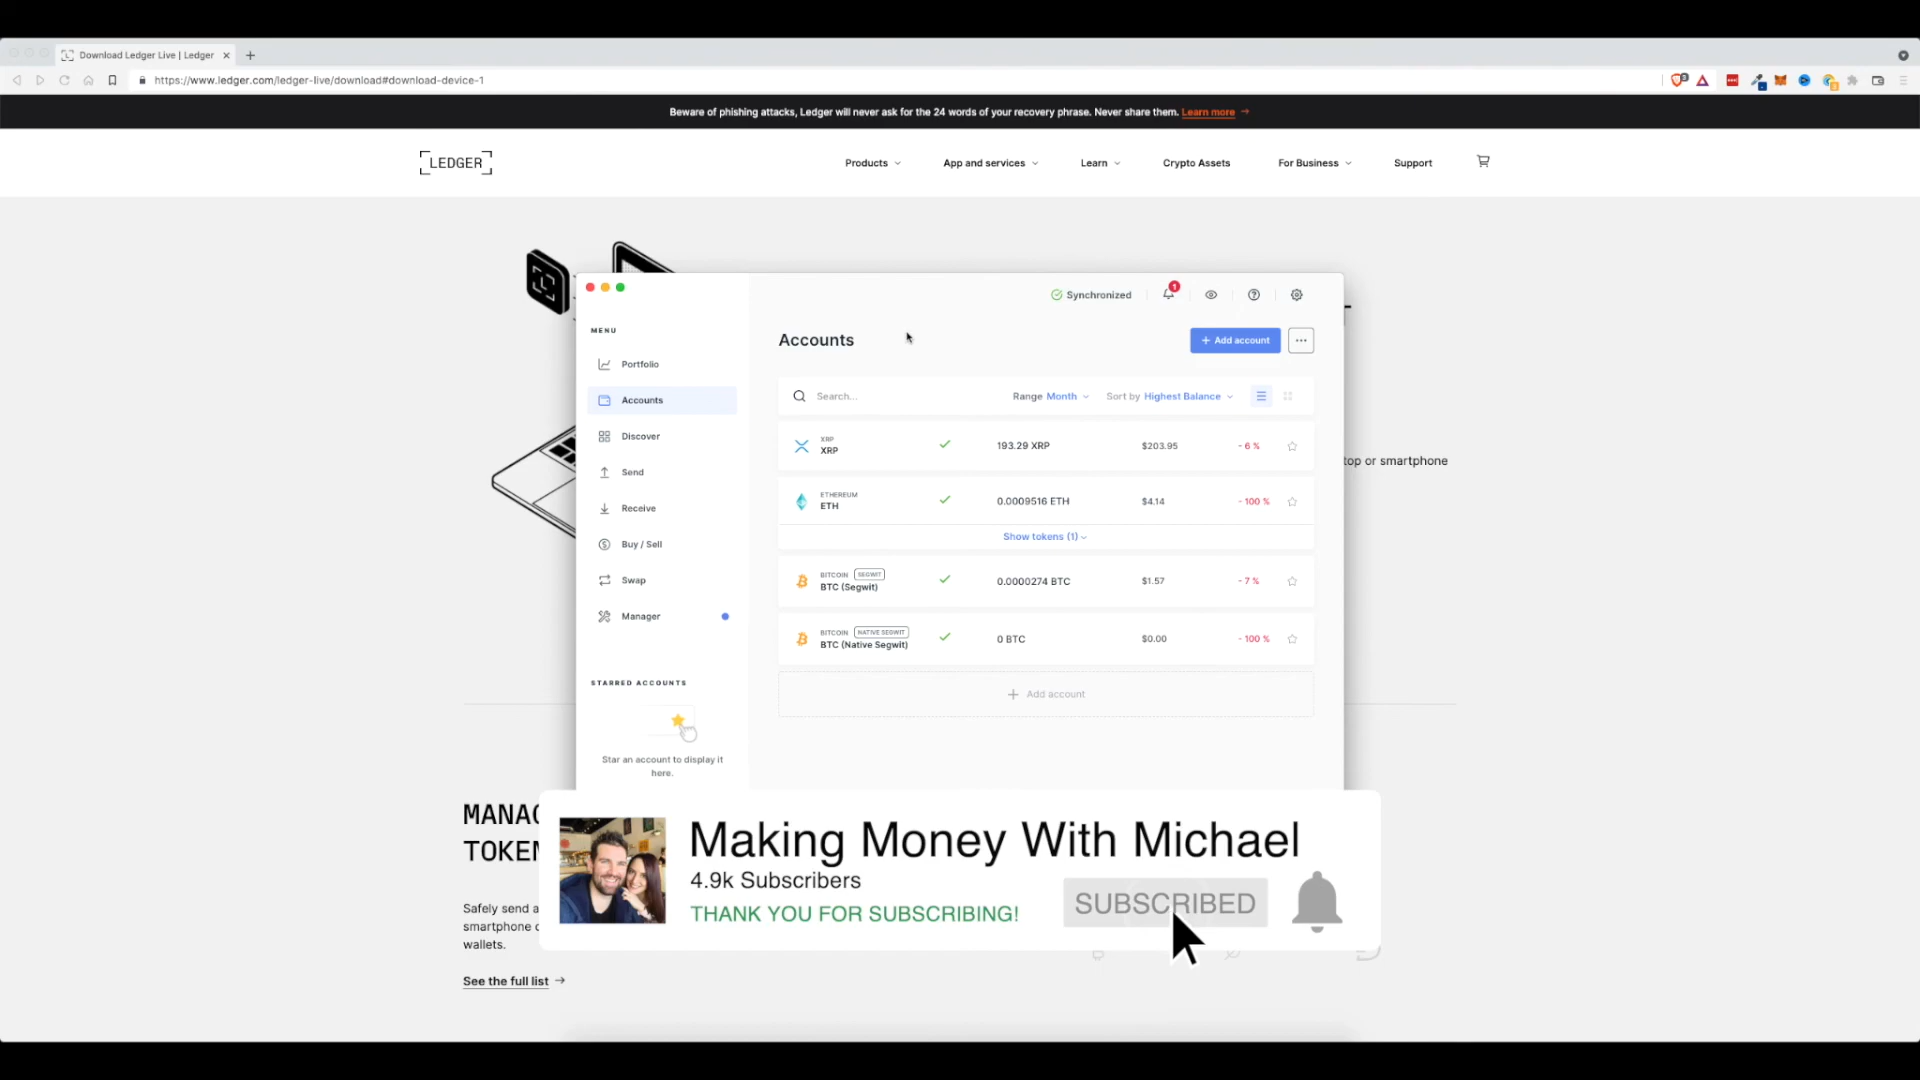 Download Ledger Live | Ledger
https://www.ledger.com/ledger-live/download#download-device-1
Beware of phishing attacks, Ledger will never ask for the 24 words of your recovery phrase. Never share them. Learn more →
LEDGER
Products
App and services
Learn
Crypto Assets
For Business
Support
Synchronized
1
MENU
Portfolio
Accounts
Discover
Send
Receive
Buy / Sell
Swap
Manager
STARRED ACCOUNTS
Star an account to display it
here.
Accounts
+ Add account
Search...
Range Month
Sort by Highest Balance
XRP
XRP
193.29 XRP
$203.95
- 6 %
ETHEREUM
ETH
0.0009516 ETH
$4.14
- 100 %
Show tokens (1)
BITCOIN SEGWIT
BTC (Segwit)
0.0000274 BTC
$1.57
- 7 %
BITCOIN NATIVE SEGWIT
BTC (Native Segwit)
0 BTC
$0.00
- 100 %
+ Add account
top or smartphone
MANA
TOKEN
Safely send a
smartphone
wallets.
See the full list →
Making Money With Michael
4.9k Subscribers
THANK YOU FOR SUBSCRIBING!
SUBSCRIBED